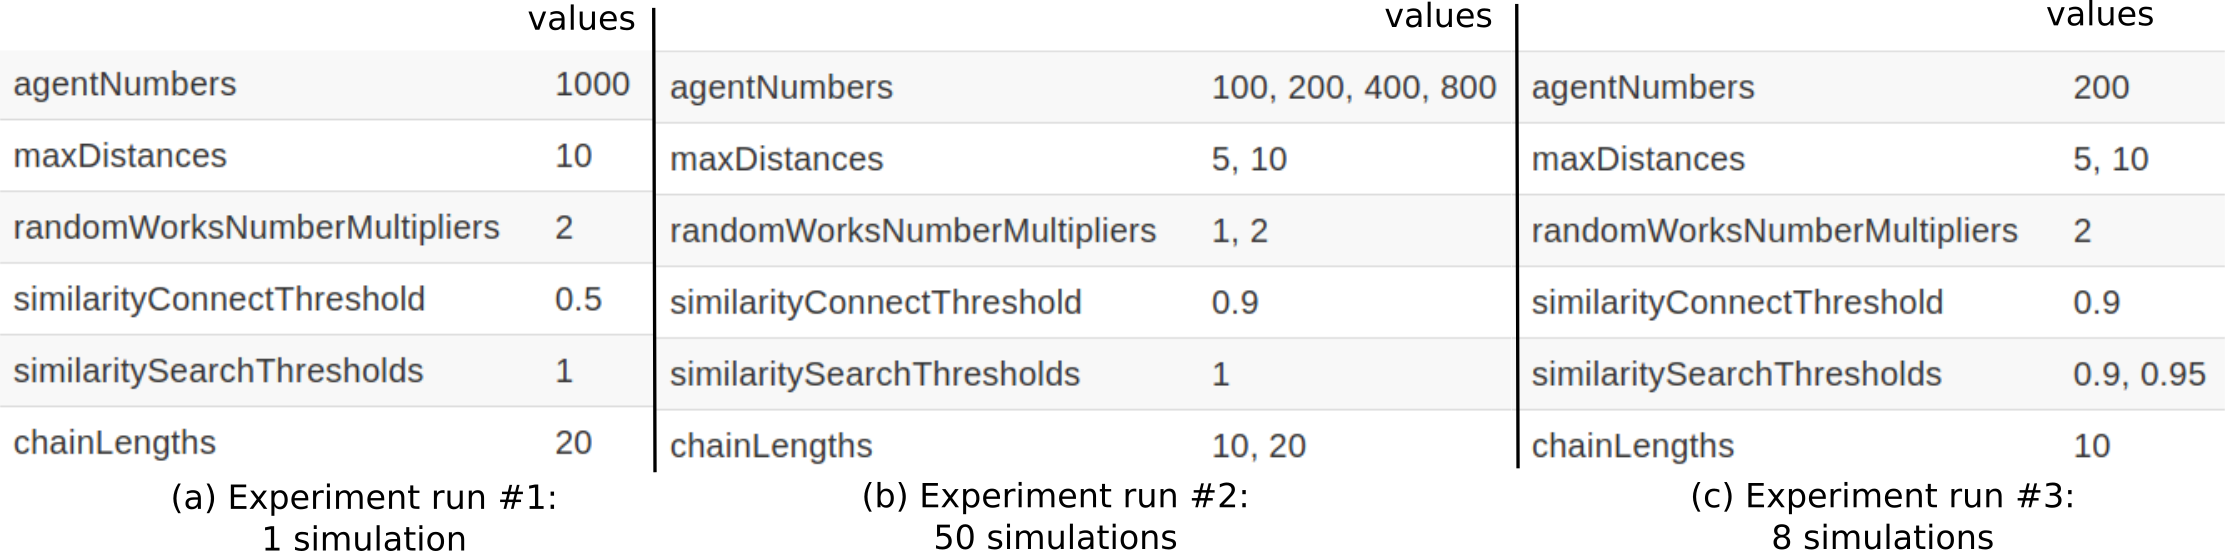 values
agentNumbers 1000
maxDistances 10
randomWorksNumberMultipliers 2
similarityConnectThreshold 0.5
similaritySearchThresholds 1
chainLengths 20
(a) Experiment run #1:
1 simulation
values
agentNumbers 100, 200, 400, 800
maxDistances 5, 10
randomWorksNumberMultipliers 1, 2
similarityConnectThreshold 0.9
similaritySearchThresholds 1
chainLengths 10, 20
(b) Experiment run #2:
50 simulations
values
agentNumbers 200
maxDistances 5, 10
randomWorksNumberMultipliers 2
similarityConnectThreshold 0.9
similaritySearchThresholds 0.9, 0.95
chainLengths 10
(c) Experiment run #3:
8 simulations